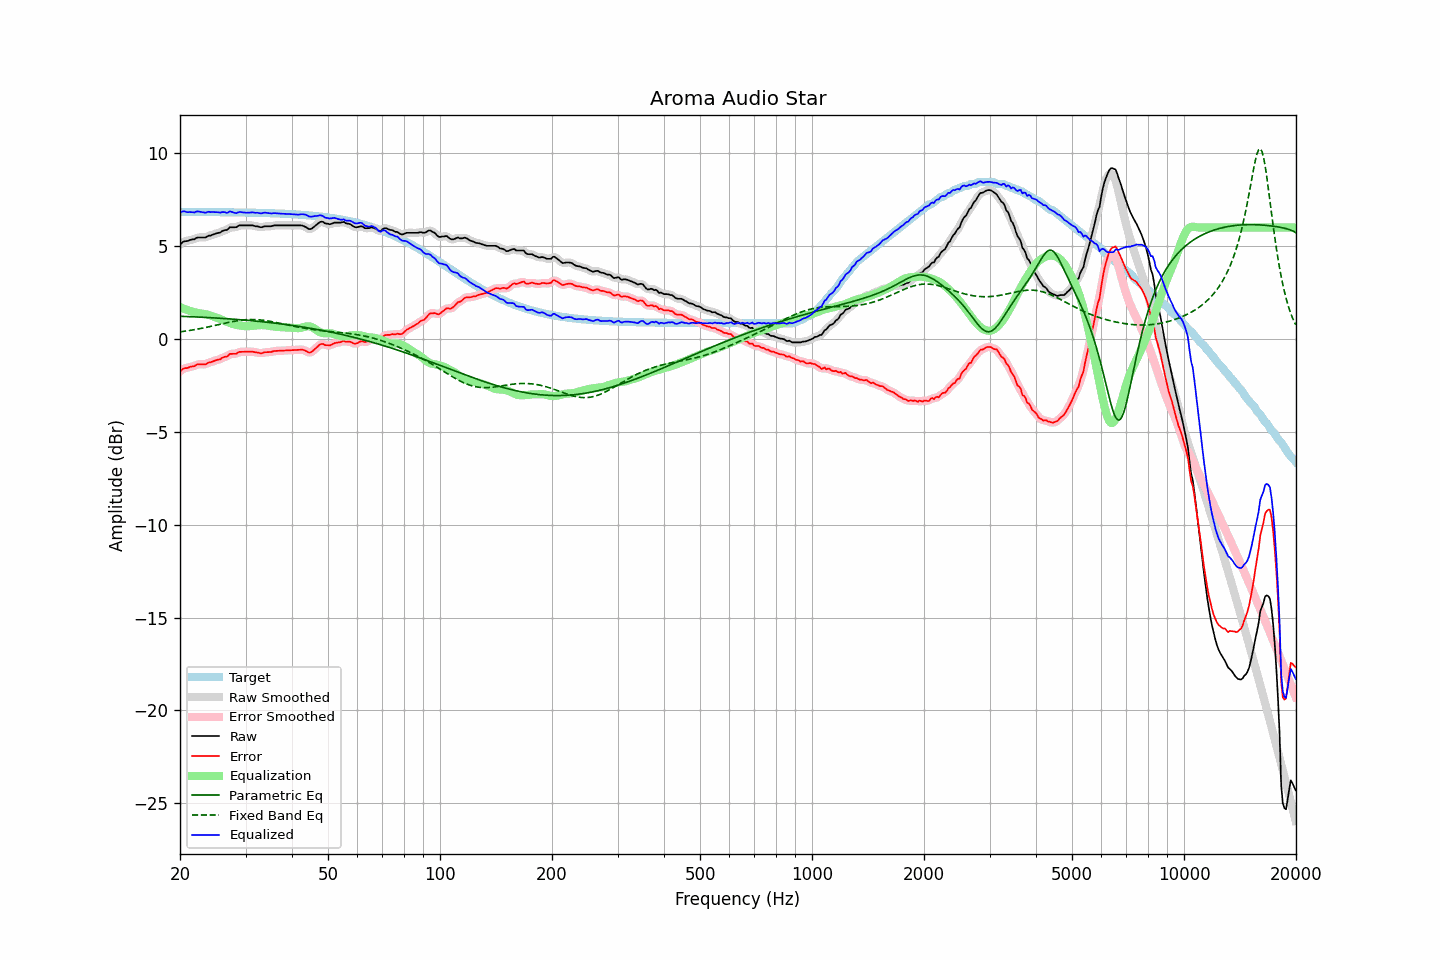 Aroma Audio Star
10
5
0
−5
−10
−15
−20
−25
Amplitude (dBr)
Target
Raw Smoothed
Error Smoothed
Raw
Error
Equalization
Parametric Eq
Fixed Band Eq
Equalized
20 50 100 200 500 1000 2000 5000 10000 20000
Frequency (Hz)